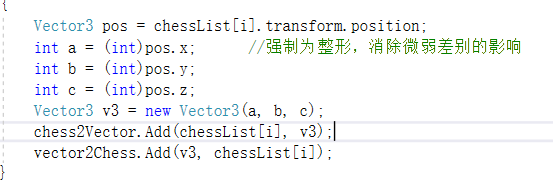 {
Vector3 pos = chessList[i].transform.position;
int a = (int)pos.x;      //强制为整形，消除微弱差别的影响
int b = (int)pos.y;
int c = (int)pos.z;
Vector3 v3 = new Vector3(a, b, c);
chess2Vector.Add(chessList[i], v3);
vector2Chess.Add(v3, chessList[i]);
}